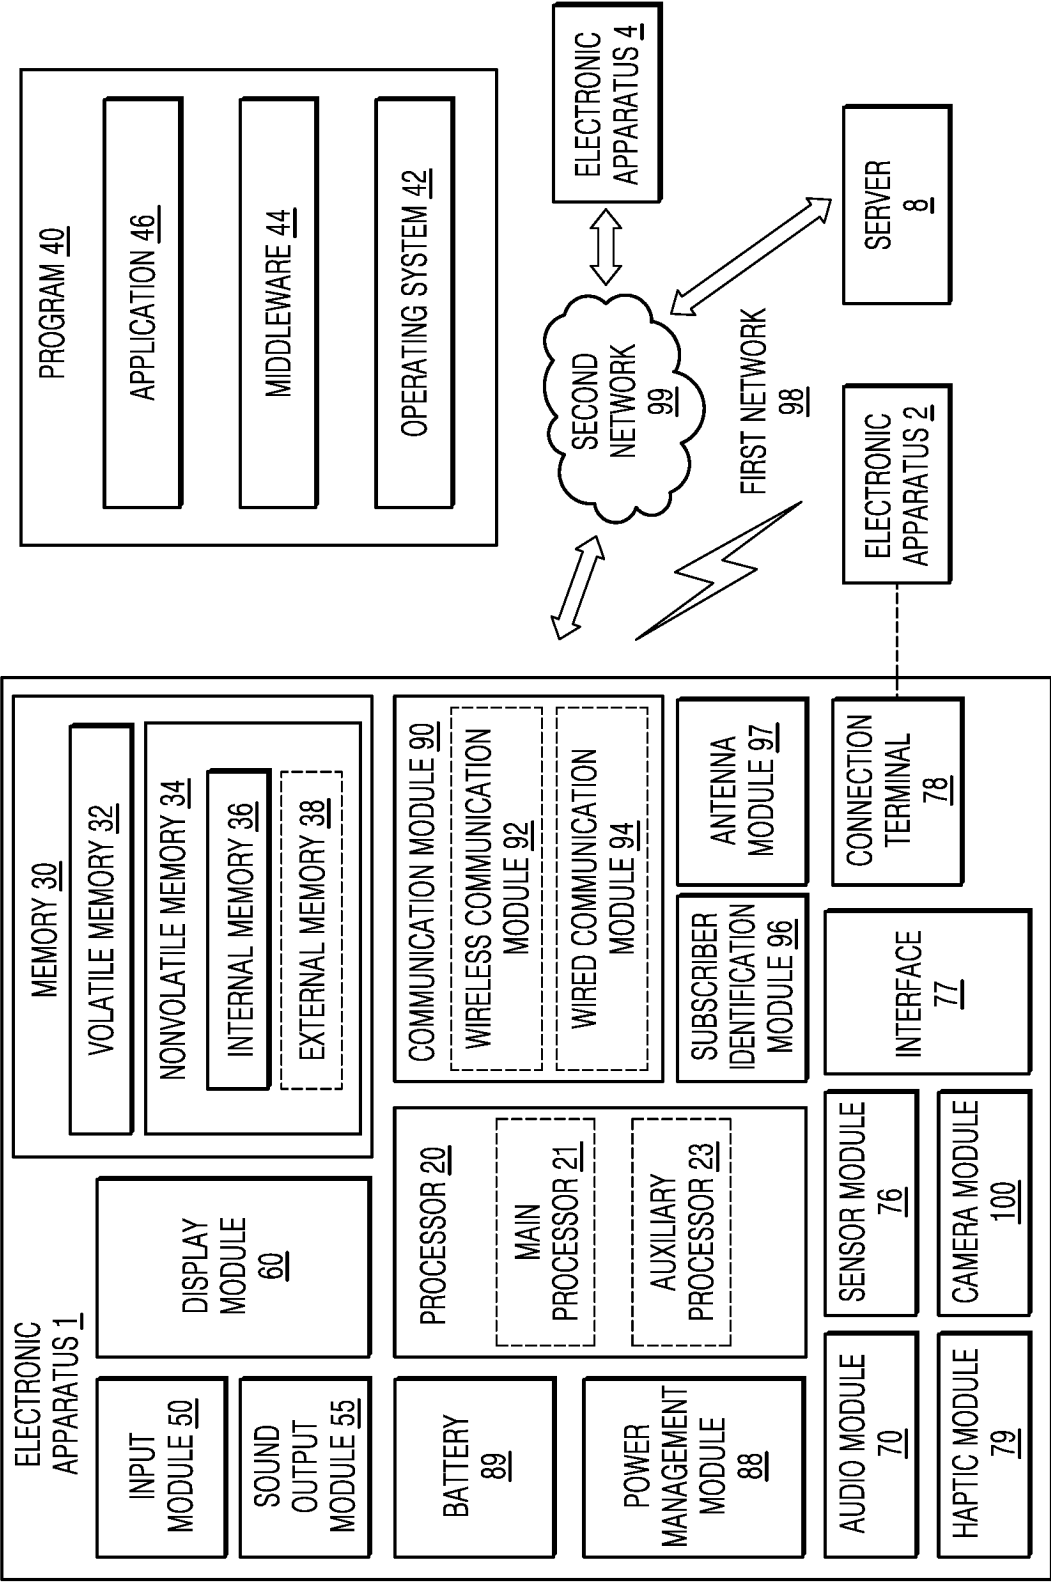 ELECTRONIC
APPARATUS 1
INPUT
MODULE 50
SOUND
OUTPUT
MODULE 55
DISPLAY
MODULE
60
MEMORY 30
VOLATILE MEMORY 32
NONVOLATILE MEMORY 34
INTERNAL MEMORY 36
EXTERNAL MEMORY 38
BATTERY
89
POWER
MANAGEMENT
MODULE
88
PROCESSOR 20
MAIN
PROCESSOR 21
AUXILIARY
PROCESSOR 23
COMMUNICATION MODULE 90
WIRELESS COMMUNICATION
MODULE 92
WIRED COMMUNICATION
MODULE 94
SUBSCRIBER
IDENTIFICATION
MODULE 96
ANTENNA
MODULE 97
AUDIO MODULE
70
SENSOR MODULE
76
INTERFACE
77
CONNECTION
TERMINAL
78
HAPTIC MODULE
79
CAMERA MODULE
100
PROGRAM 40
APPLICATION 46
MIDDLEWARE 44
OPERATING SYSTEM 42
SECOND
NETWORK
99
ELECTRONIC
APPARATUS 4
FIRST NETWORK
98
ELECTRONIC
APPARATUS 2
SERVER
8